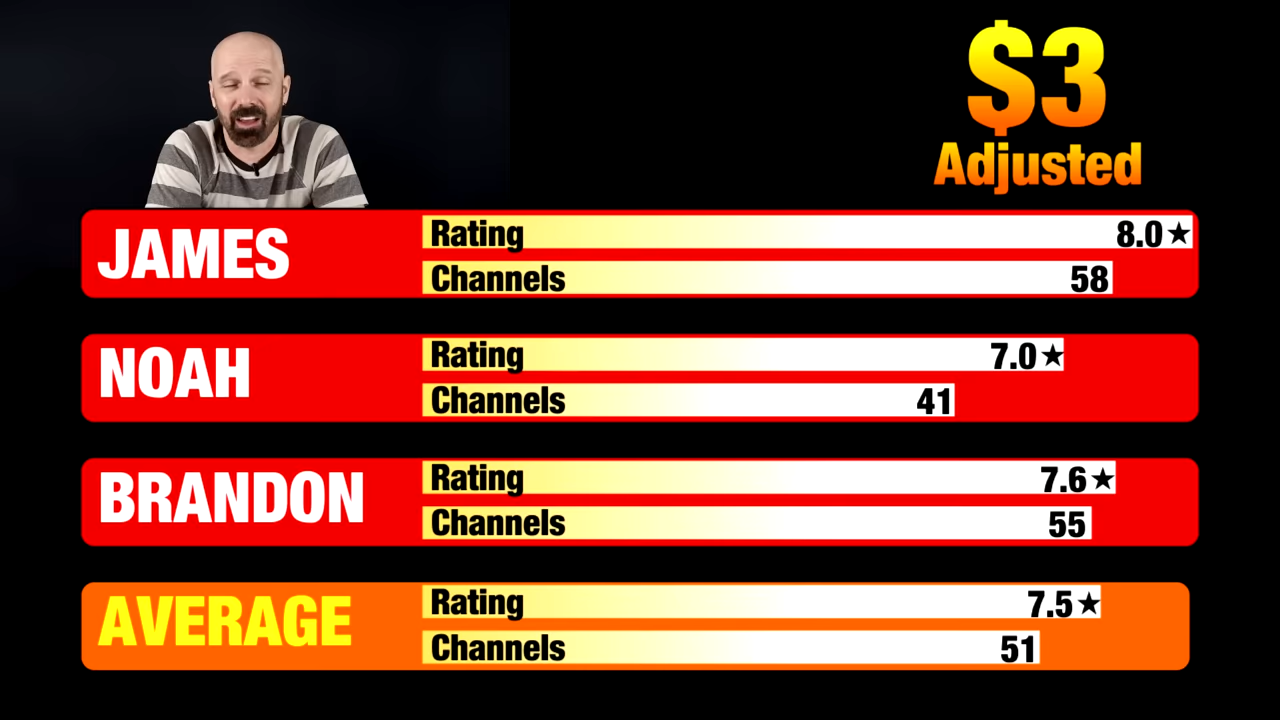 $3
Adjusted
JAMES
Rating 8.0★
Channels 58
NOAH
Rating 7.0★
Channels 41
BRANDON
Rating 7.6★
Channels 55
AVERAGE
Rating 7.5★
Channels 51